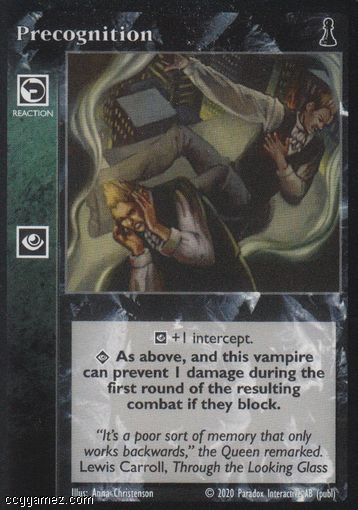 Precognition
REACTION
+1 intercept.
As above, and this vampire
can prevent 1 damage during the
first round of the resulting
combat if they block.
"It's a poor sort of memory that only
works backwards," the Queen remarked.
Lewis Carroll, Through the Looking Glass
Illus: Anna Christenson © 2020 Paradox Interactive AB (publ)
ccygamez.com